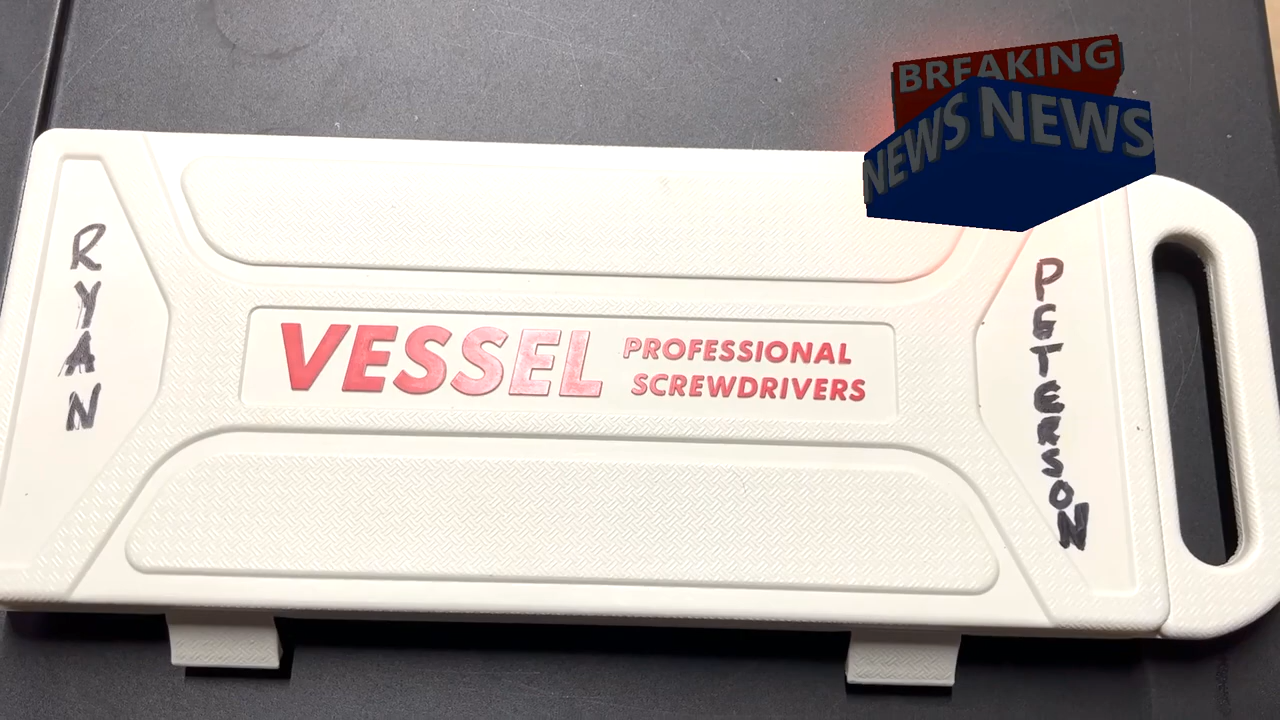 BREAKING
NEWS NEWS
RYAN
VESSEL PROFESSIONAL
SCREWDRIVERS
PETERSON